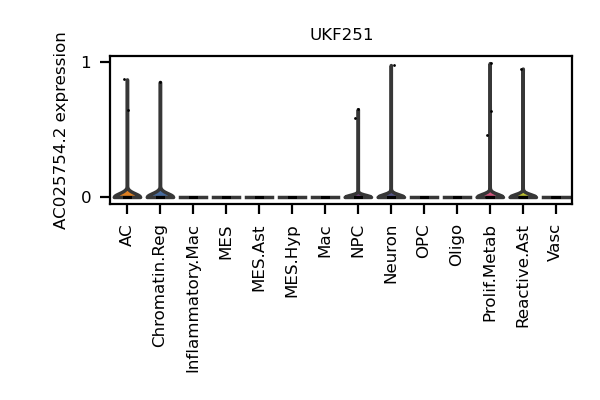 UKF251
AC025754.2 expression
1
0
AC
Chromatin.Reg
Inflammatory.Mac
MES
MES.Ast
MES.Hyp
Mac
NPC
Neuron
OPC
Oligo
Prolif.Metab
Reactive.Ast
Vasc